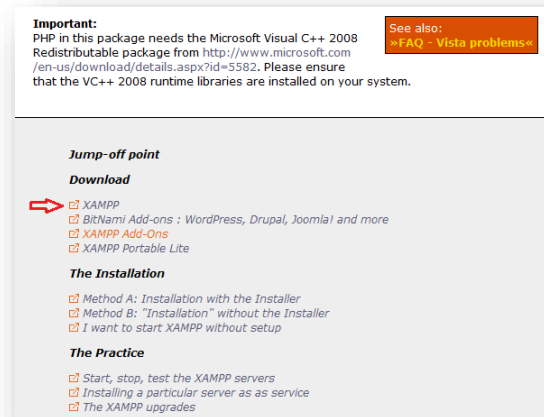 Important:
PHP in this package needs the Microsoft Visual C++ 2008
Redistributable package from http://www.microsoft.com
/en-us/download/details.aspx?id=5582. Please ensure
that the VC++ 2008 runtime libraries are installed on your system.
See also:
»FAQ - Vista problems«
Jump-off point
Download
XAMPP
BitNami Add-ons : WordPress, Drupal, Joomla! and more
XAMPP Add-Ons
XAMPP Portable Lite
The Installation
Method A: Installation with the Installer
Method B: "Installation" without the Installer
I want to start XAMPP without setup
The Practice
Start, stop, test the XAMPP servers
Installing a particular server as as service
The XAMPP upgrades